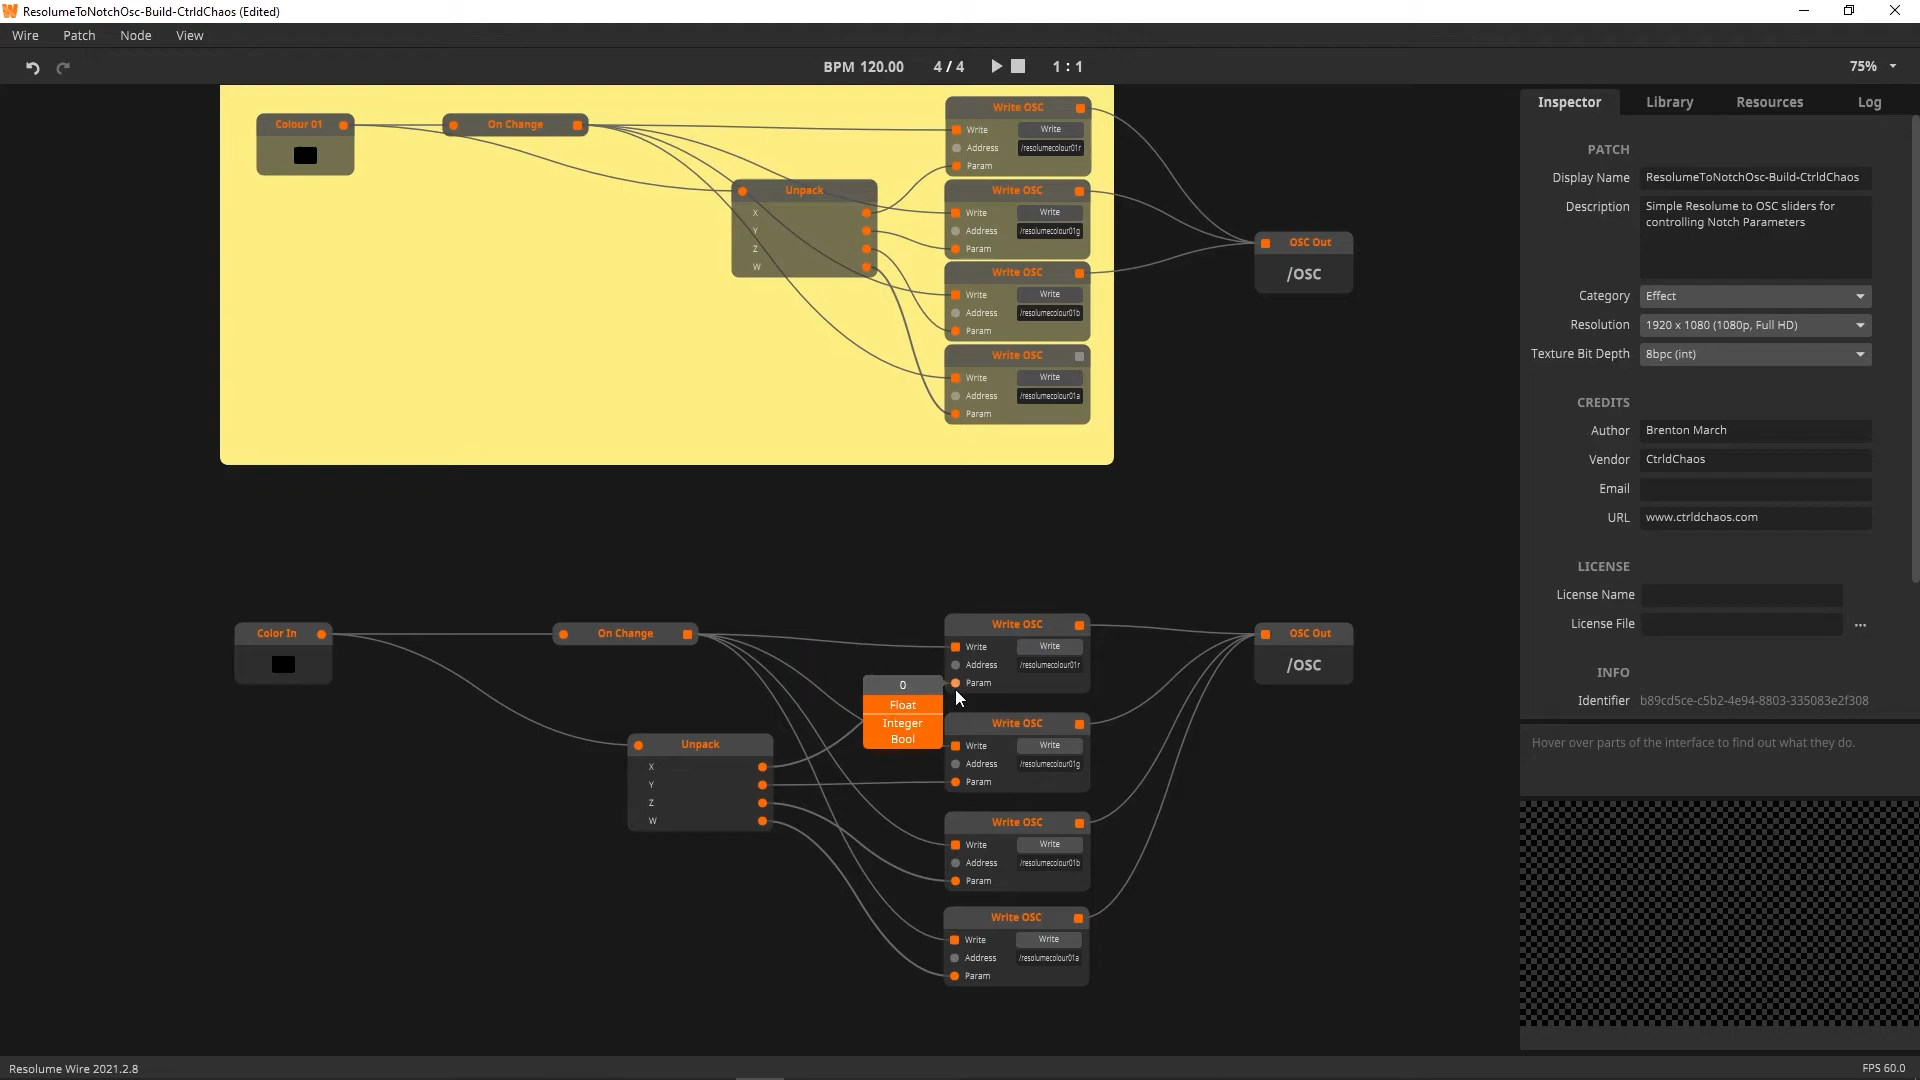 ResolumeToNotchOsc-Build-CtrldChaos (Edited)
Wire Patch Node View
BPM 120.00 4 / 4 1 : 1 75%
Colour 01
On Change
Unpack
X
Y
Z
W
Write OSC
Write Write
Address /resolumecolour01r
Param
Write OSC
Write Write
Address /resolumecolour01g
Param
Write OSC
Write Write
Address /resolumecolour01b
Param
Write OSC
Write Write
Address /resolumecolour01a
Param
OSC Out
/OSC
Color In
On Change
Unpack
X
Y
Z
W
0
Float
Integer
Bool
Write OSC
Write Write
Address /resolumecolour01r
Param
Write OSC
Write Write
Address /resolumecolour01g
Param
Write OSC
Write Write
Address /resolumecolour01b
Param
Write OSC
Write Write
Address /resolumecolour01a
Param
OSC Out
/OSC
Inspector Library Resources Log
PATCH
Display Name ResolumeToNotchOsc-Build-CtrldChaos
Description Simple Resolume to OSC sliders for
controlling Notch Parameters
Category Effect
Resolution 1920 x 1080 (1080p, Full HD)
Texture Bit Depth 8bpc (int)
CREDITS
Author Brenton March
Vendor CtrldChaos
Email
URL www.ctrldchaos.com
LICENSE
License Name
License File ...
INFO
Identifier b89cd5ce-c5b2-4e94-8803-335083e2f308
Hover over parts of the interface to find out what they do.
Resolume Wire 2021.2.8 FPS 60.0